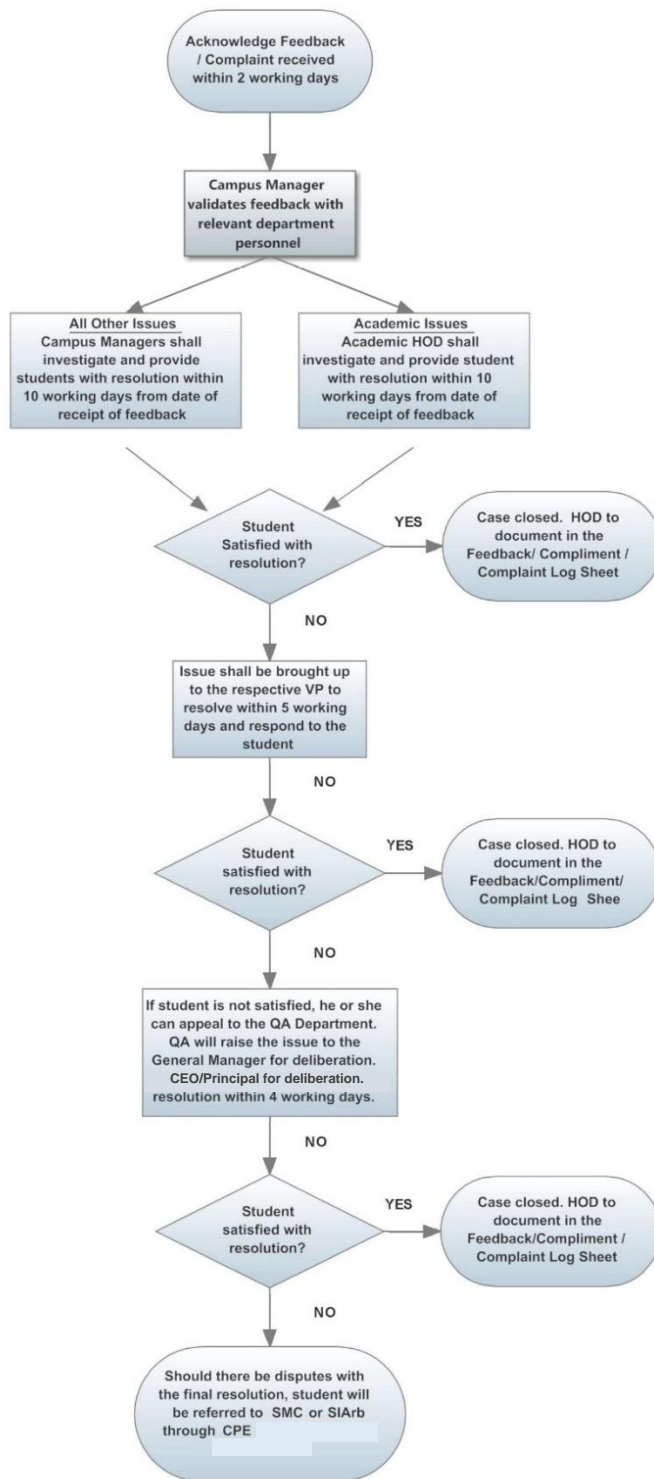 Acknowledge Feedback
/ Complaint received
within 2 working days
Campus Manager
validates feedback with
relevant department
personnel
All Other Issues
Campus Managers shall
investigate and provide
students with resolution within
10 working days from date of
receipt of feedback
Academic Issues
Academic HOD shall
investigate and provide student
with resolution within 10
working days from date of
receipt of feedback
Student
Satisfied with
resolution?
YES
Case closed. HOD to
document in the
Feedback/ Compliment /
Complaint Log Sheet
NO
Issue shall be brought up
to the respective VP to
resolve within 5 working
days and respond to the
student
NO
Student
satisfied with
resolution?
YES
Case closed. HOD to
document in the
Feedback/Compliment/
Complaint Log Shee
NO
If student is not satisfied, he or she
can appeal to the QA Department.
QA will raise the issue to the
General Manager for deliberation.
CEO/Principal for deliberation.
resolution within 4 working days.
NO
Student
satisfied with
resolution?
YES
Case closed. HOD to
document in the
Feedback/Compliment /
Complaint Log Sheet
NO
Should there be disputes with
the final resolution, student will
be referred to SMC or SIArb
through CPE